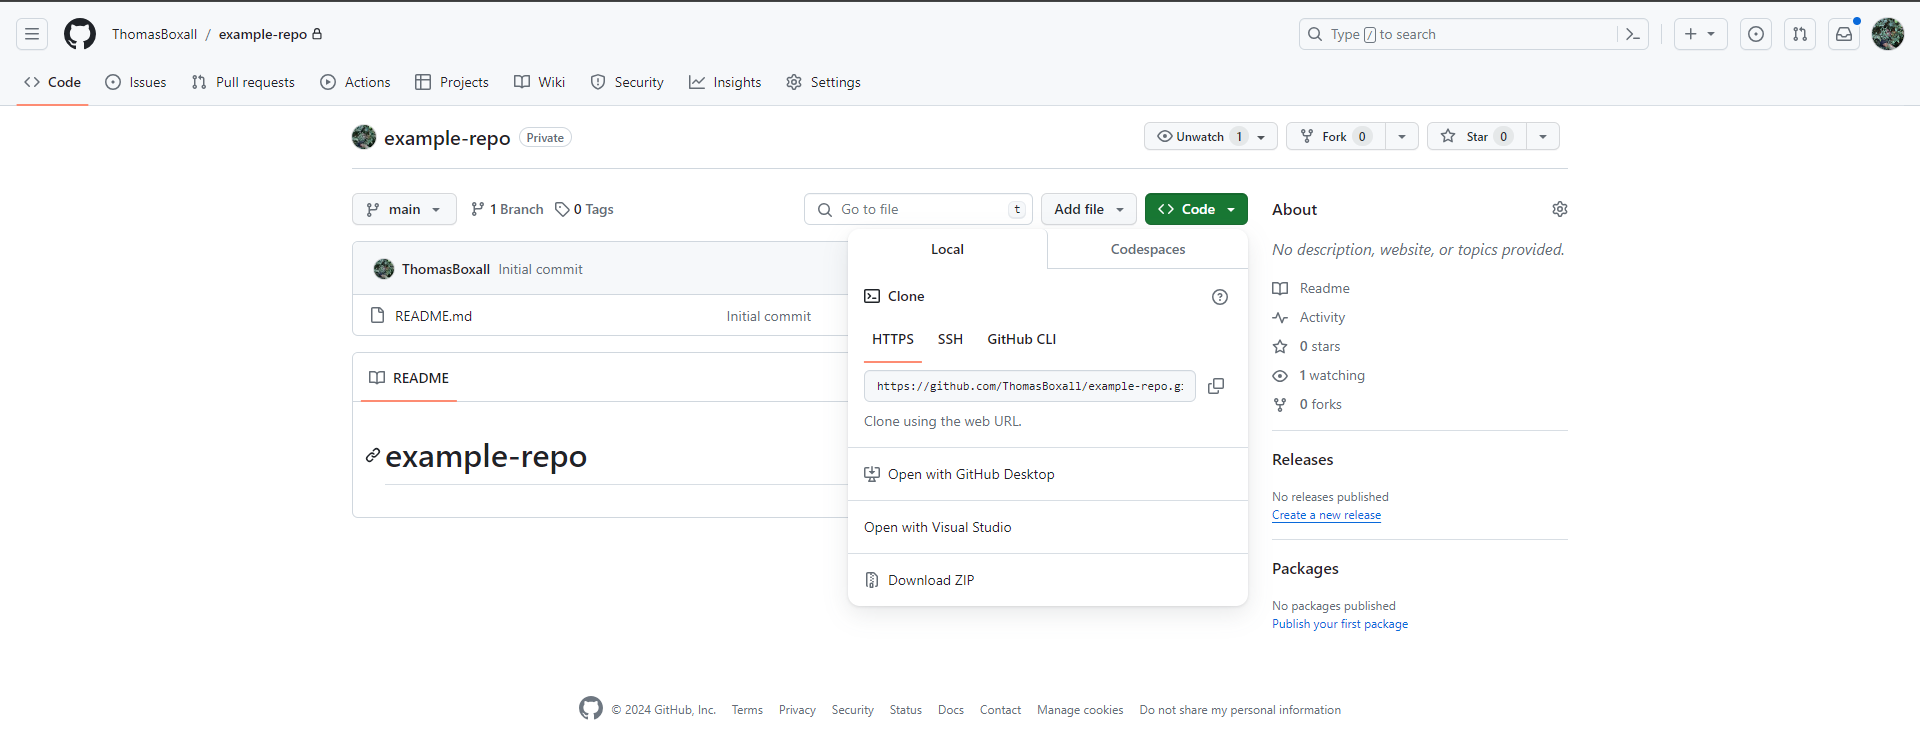 ThomasBoxall / example-repo
Type / to search
Code Issues Pull requests Actions Projects Wiki Security Insights Settings
example-repo Private
Unwatch 1 Fork 0 Star 0
main 1 Branch 0 Tags Go to file t Add file Code
ThomasBoxall Initial commit
README.md Initial commit
README
example-repo
Local Codespaces
Clone
HTTPS SSH GitHub CLI
https://github.com/ThomasBoxall/example-repo.gi
Clone using the web URL.
Open with GitHub Desktop
Open with Visual Studio
Download ZIP
About
No description, website, or topics provided.
Readme
Activity
0 stars
1 watching
0 forks
Releases
No releases published
Create a new release
Packages
No packages published
Publish your first package
© 2024 GitHub, Inc. Terms Privacy Security Status Docs Contact Manage cookies Do not share my personal information